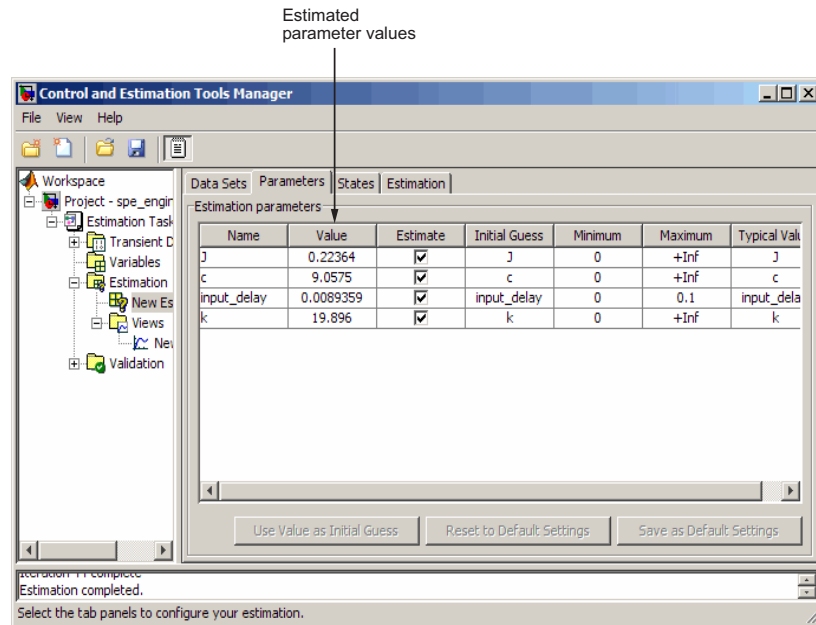 Estimated
parameter values
Control and Estimation Tools Manager
File View Help
Workspace
Project - spe_engin
Estimation Task
Transient D
Variables
Estimation
New Es
Views
New
Validation
Data Sets Parameters States Estimation
Estimation parameters
Name Value Estimate Initial Guess Minimum Maximum Typical Valu
J 0.22364 J 0 +Inf J
c 9.0575 c 0 +Inf c
input_delay 0.0089359 input_delay 0 0.1 input_dela
k 19.896 k 0 +Inf k
Use Value as Initial Guess Reset to Default Settings Save as Default Settings
complete
Estimation completed.
Select the tab panels to configure your estimation.